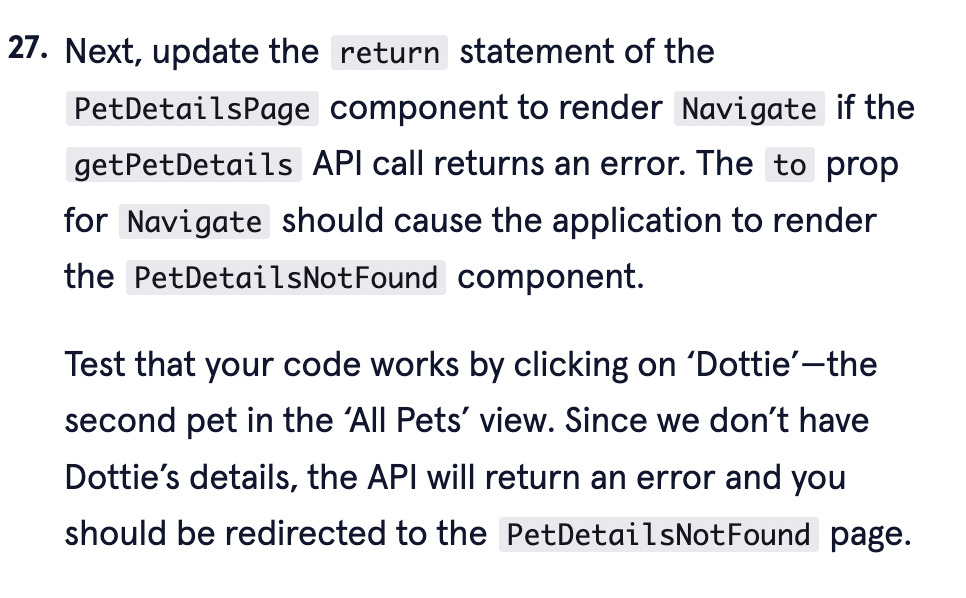 27. Next, update the return statement of the
PetDetailsPage component to render Navigate if the
getPetDetails API call returns an error. The to prop
for Navigate should cause the application to render
the PetDetailsNotFound component.
Test that your code works by clicking on ‘Dottie’—the
second pet in the ‘All Pets’ view. Since we don’t have
Dottie’s details, the API will return an error and you
should be redirected to the PetDetailsNotFound page.